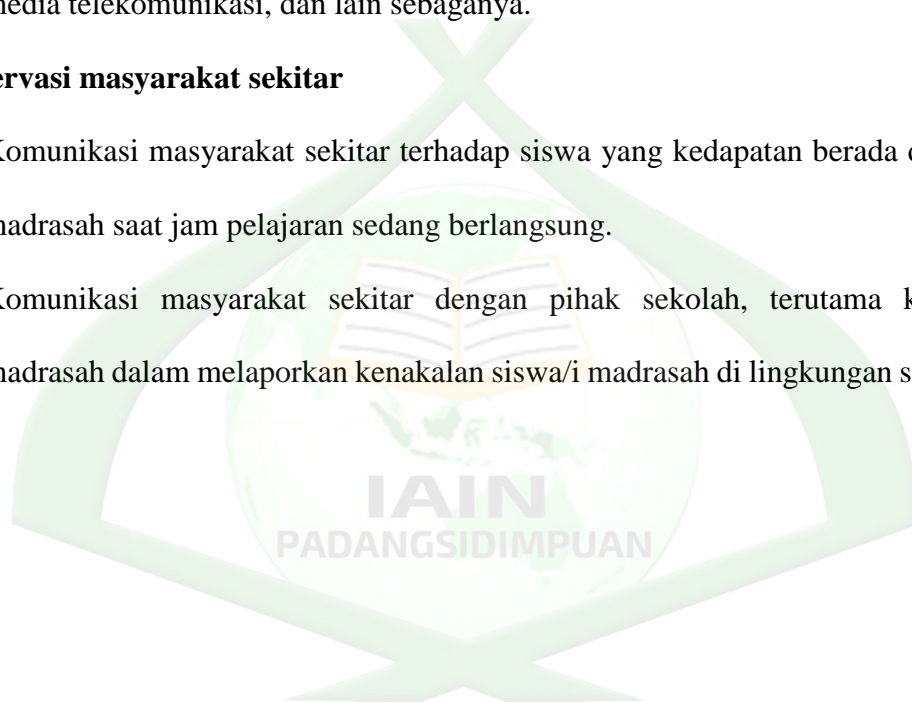 media telekomunikasi, dan lain sebaganya.
ervasi masyarakat sekitar
Komunikasi masyarakat sekitar terhadap siswa yang kedapatan berada
madrasah saat jam pelajaran sedang berlangsung.
Komunikasi masyarakat sekitar dengan pihak sekolah, terutama
madrasah dalam melaporkan kenakalan siswa/i madrasah di lingkungan
IAIN
PADANGSIDIMPUAN